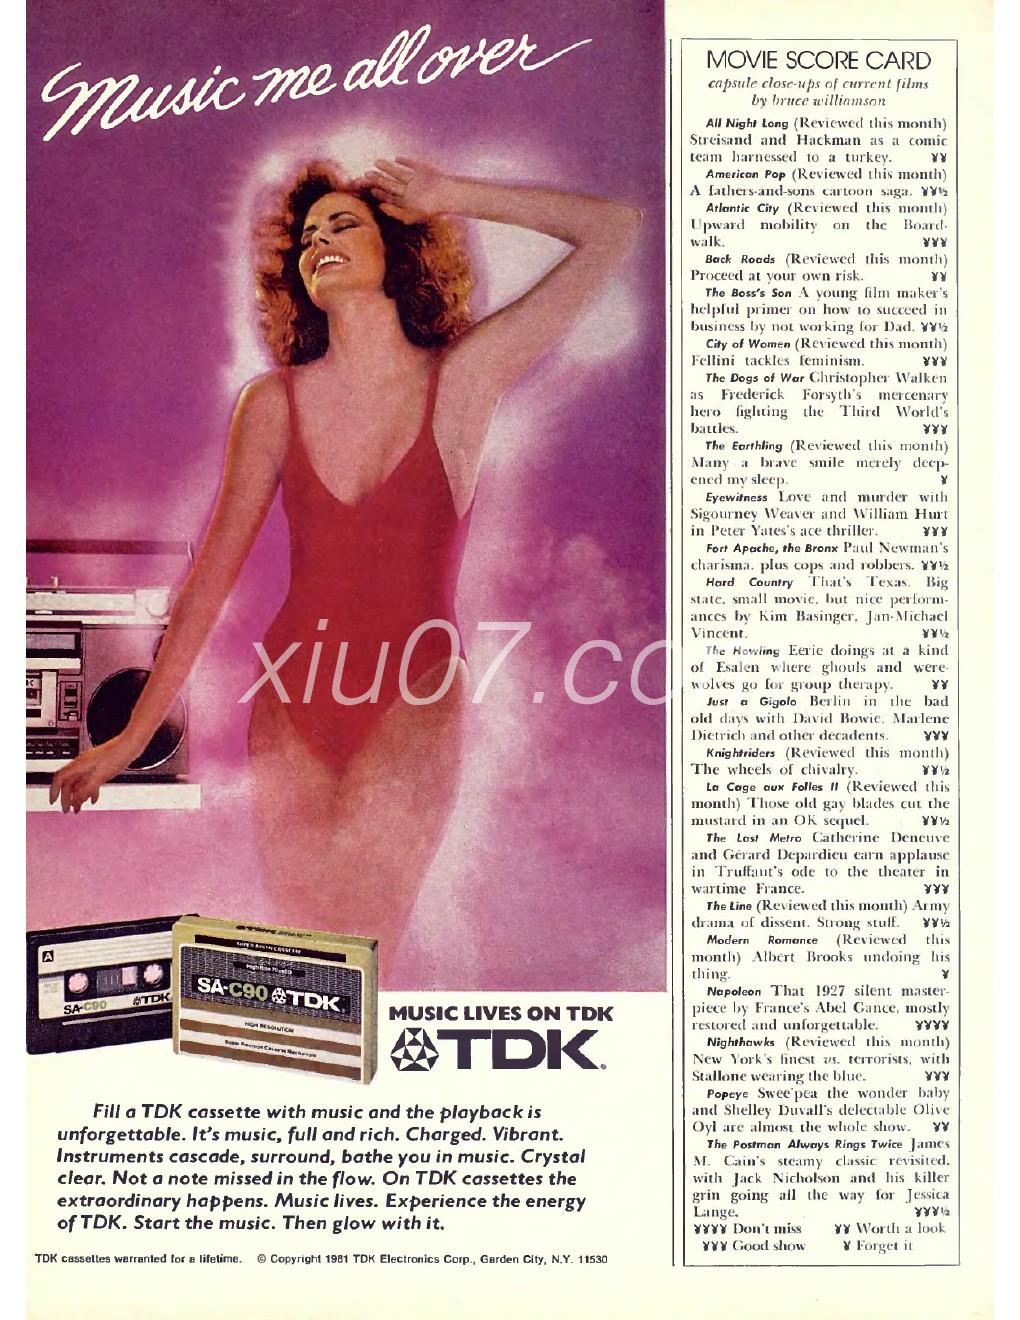 Music me all over
A
SA-C90 TDK
SUPER AVILYN CASSETTE
SA-C90 TDK.
HIGH RESOLUTION
Super Precision Cassette Mechanism
MUSIC LIVES ON TDK
TDK.
Fill a TDK cassette with music and the playback is
unforgettable. It's music, full and rich. Charged. Vibrant.
Instruments cascade, surround, bathe you in music. Crystal
clear. Not a note missed in the flow. On TDK cassettes the
extraordinary happens. Music lives. Experience the energy
of TDK. Start the music. Then glow with it.
TDK cassettes warranted for a lifetime. © Copyright 1981 TDK Electronics Corp., Garden City, N.Y. 11530
xiu07.co
MOVIE SCORE CARD
capsule close-ups of current films
by bruce williamson
All Night Long (Reviewed this month)
Streisand and Hackman as a comic
team harnessed to a turkey. ¥¥
American Pop (Reviewed this month)
A fathers-and-sons cartoon saga. ¥¥½
Atlantic City (Reviewed this month)
Upward mobility on the Board-
walk. ¥¥¥
Back Roads (Reviewed this month)
Proceed at your own risk. ¥¥
The Boss's Son A young film maker's
helpful primer on how to succeed in
business by not working for Dad. ¥¥½
City of Women (Reviewed this month)
Fellini tackles feminism. ¥¥¥
The Dogs of War Christopher Walken
as Frederick Forsyth's mercenary
hero fighting the Third World's
battles. ¥¥¥
The Earthling (Reviewed this month)
Many a brave smile merely deep-
ened my sleep. ¥
Eyewitness Love and murder with
Sigourney Weaver and William Hurt
in Peter Yates's ace thriller. ¥¥¥
Fort Apache, the Bronx Paul Newman's
charisma, plus cops and robbers. ¥¥½
Hard Country That's Texas. Big
state, small movie, but nice perform-
ances by Kim Basinger, Jan-Michael
Vincent. ¥¥½
The Howling Eerie doings at a kind
of Esalen where ghouls and were-
wolves go for group therapy. ¥¥
Just a Gigolo Berlin in the bad
old days with David Bowie, Marlene
Dietrich and other decadents. ¥¥¥
Knightriders (Reviewed this month)
The wheels of chivalry. ¥¥½
La Cage aux Folles II (Reviewed this
month) Those old gay blades cut the
mustard in an OK sequel. ¥¥½
The Last Metro Catherine Deneuve
and Gérard Depardieu earn applause
in Truffaut's ode to the theater in
wartime France. ¥¥¥
The Line (Reviewed this month) Army
drama of dissent. Strong stuff. ¥¥½
Modern Romance (Reviewed this
month) Albert Brooks undoing his
thing. ¥
Napoleon That 1927 silent master-
piece by France's Abel Gance, mostly
restored and unforgettable. ¥¥¥¥
Nighthawks (Reviewed this month)
New York's finest vs. terrorists, with
Stallone wearing the blue. ¥¥¥
Popeye Swee'pea the wonder baby
and Shelley Duvall's delectable Olive
Oyl are almost the whole show. ¥¥
The Postman Always Rings Twice James
M. Cain's steamy classic revisited,
with Jack Nicholson and his killer
grin going all the way for Jessica
Lange. ¥¥¥½
¥¥¥¥ Don't miss ¥¥ Worth a look
¥¥¥ Good show ¥ Forget it